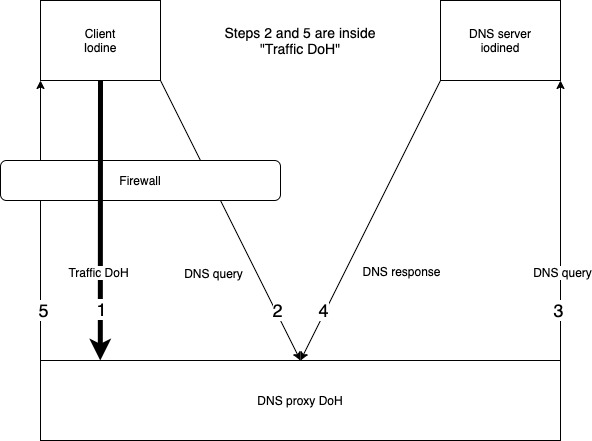 Client
Iodine
Steps 2 and 5 are inside
"Traffic DoH"
DNS server
iodined
Firewall
Traffic DoH
DNS query
DNS response
DNS query
5
1
2
4
3
DNS proxy DoH